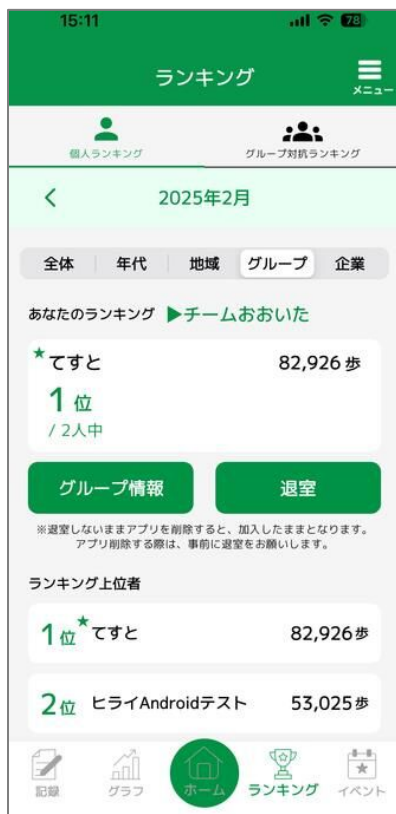 15:11
78
ランキング
メニュー
個人ランキング
グループ対抗ランキング
2025年2月
全体 年代 地域 グループ 企業
あなたのランキング ▶チームおおいた
★てすと 82,926歩
1位
/ 2人中
グループ情報 退室
※退室しないままアプリを削除すると、加入したままとなります。
アプリ削除する際は、事前に退室をお願いします。
ランキング上位者
1位★てすと 82,926歩
2位 ヒライAndroidテスト 53,025歩
記録 グラフ ホーム ランキング イベント